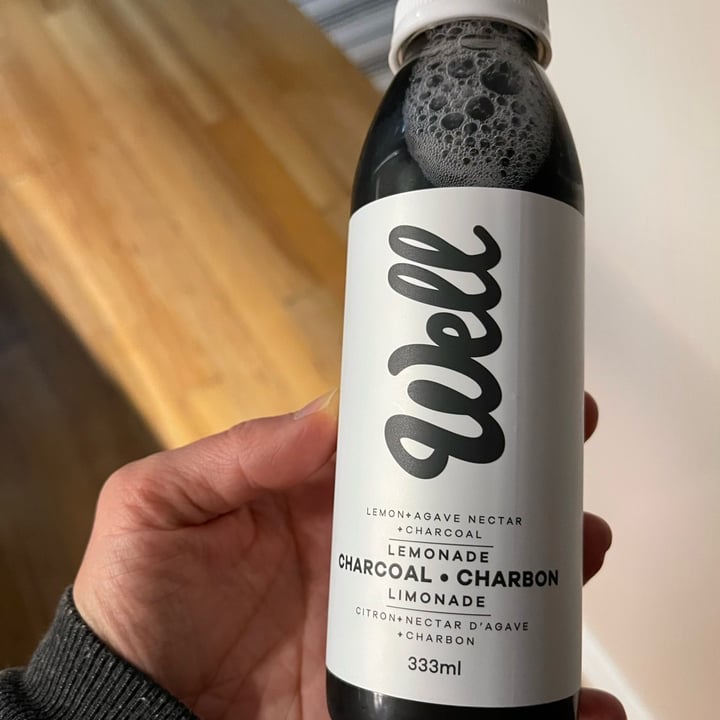 Well
LEMON+AGAVE NECTAR
+CHARCOAL
LEMONADE
CHARCOAL • CHARBON
LIMONADE
CITRON+NECTAR D'AGAVE
+CHARBON
333ml